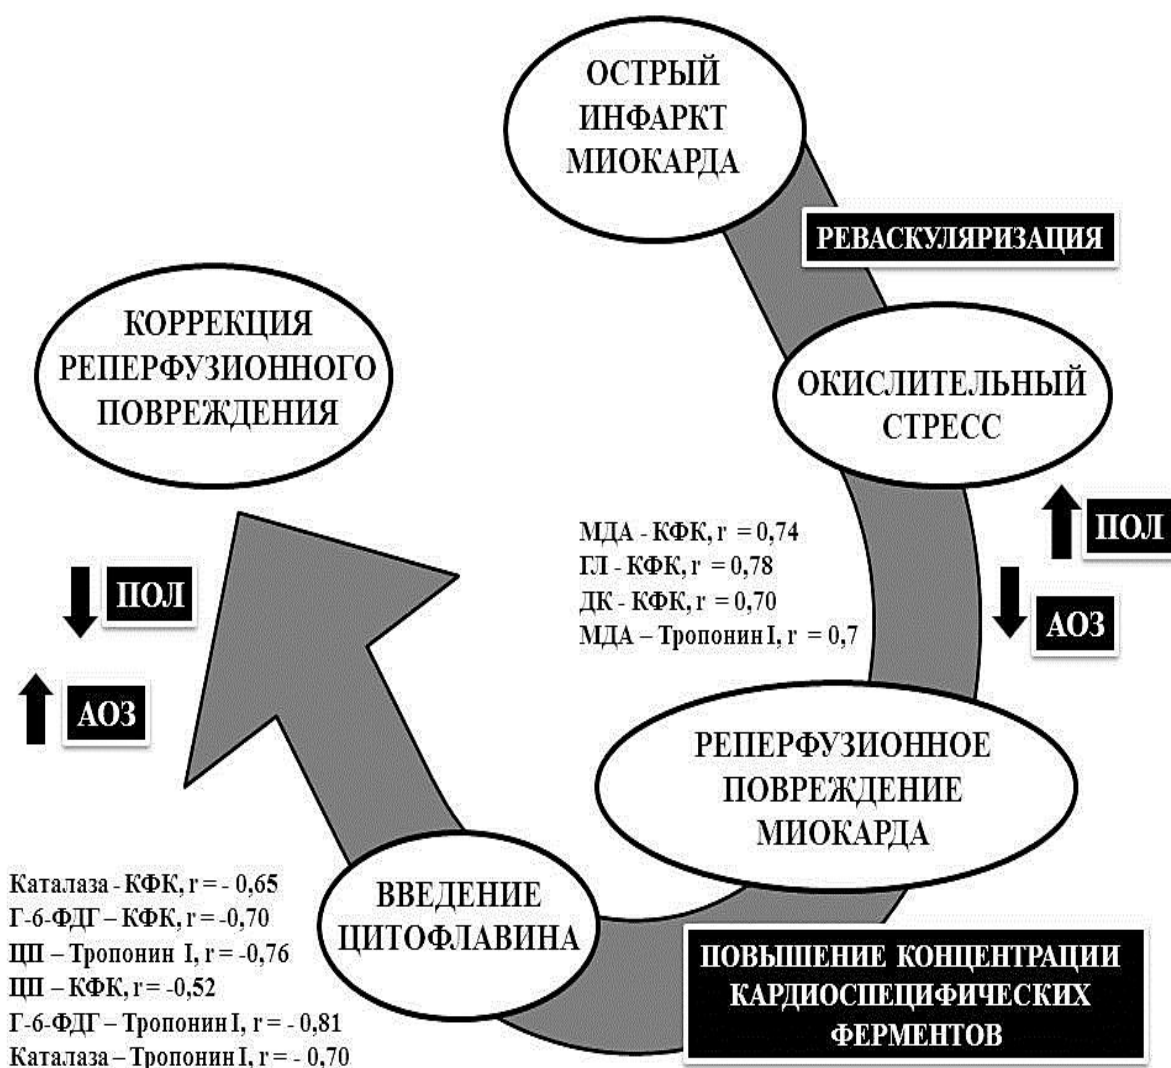 ОСТРЫЙ
ИНФАРКТ
МИОКАРДА
РЕВАСКУЛЯРИЗАЦИЯ
КОРРЕКЦИЯ
РЕПЕРФУЗИОННОГО
ПОВРЕЖДЕНИЯ
ОКИСЛИТЕЛЬНЫЙ
СТРЕСС
МДА - КФК, r = 0,74
ГЛ - КФК, r = 0,78
ДК - КФК, r = 0,70
МДА – Тропонин I, r = 0,7
ПОЛ
АОЗ
ПОЛ
АОЗ
РЕПЕРФУЗИОННОЕ
ПОВРЕЖДЕНИЕ
МИОКАРДА
Каталаза - КФК, r = - 0,65
Г-6-ФДГ – КФК, r = -0,70
ЦП – Тропонин I, r = -0,76
ЦП – КФК, r = -0,52
Г-6-ФДГ – Тропонин I, r = - 0,81
Каталаза – Тропонин I, r = - 0,70
ВВЕДЕНИЕ
ЦИТОФЛАВИНА
ПОВЫШЕНИЕ КОНЦЕНТРАЦИИ
КАРДИОСПЕЦИФИЧЕСКИХ
ФЕРМЕНТОВ